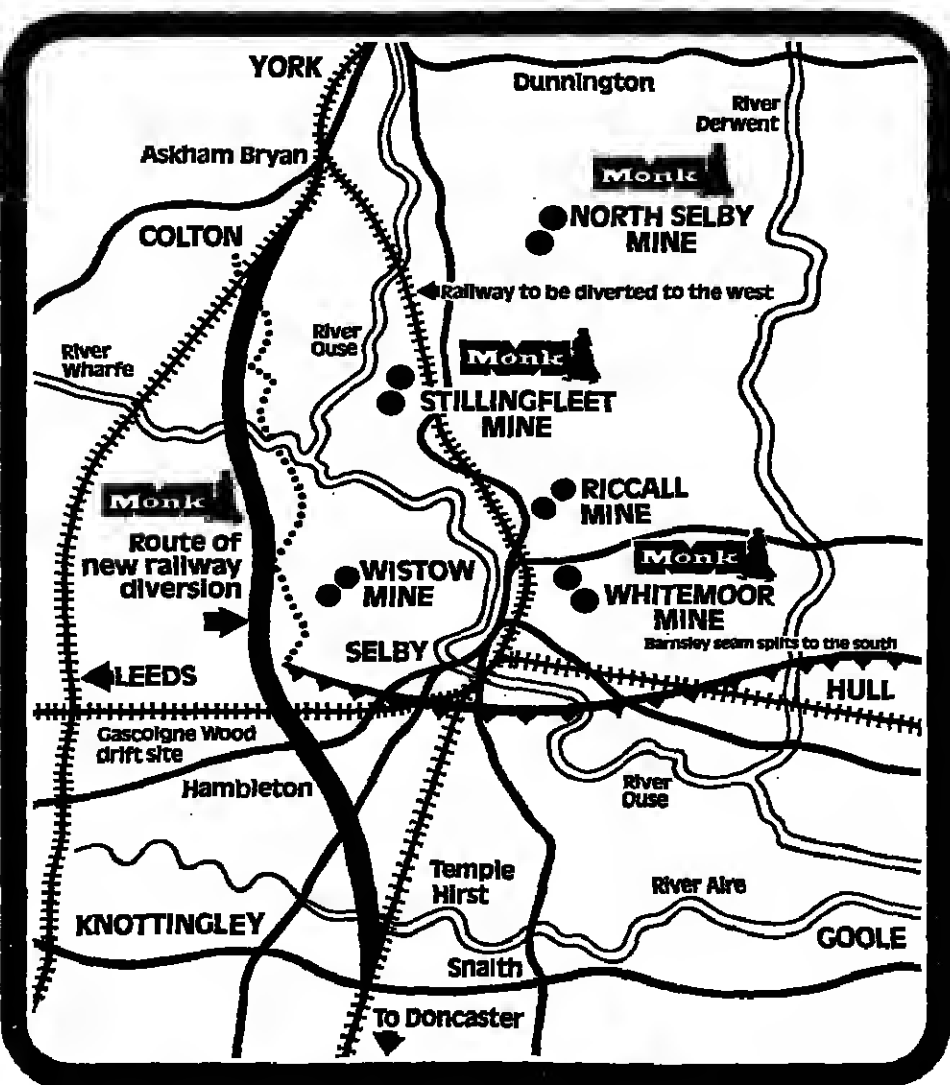 YORK
Dunnington
River
Derwent
Askham Bryan
Monk
NORTH SELBY
MINE
COLTON
Railway to be diverted to the west
River
Ouse
River
Wharfe
Monk
STILLINGFLEET
MINE
Monk
RICCALL
MINE
Route of
new railway
diversion
Monk
WISTOW
MINE
WHITEMOOR
MINE
Barnsley seam splits to the south
SELBY
LEEDS
HULL
Gascoigne Wood
drift site
Hambleton
River
Ouse
Temple
Hirst
River Aire
KNOTTINGLEY
GOOLE
Snaith
To Doncaster